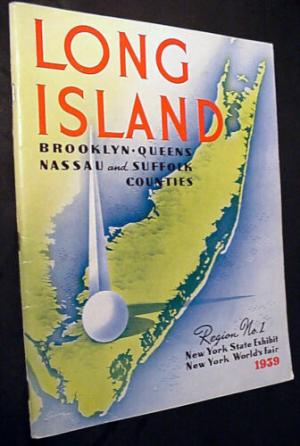 LONG
ISLAND
BROOKLYN · QUEENS
NASSAU and SUFFOLK
COUNTIES
Region No. 1
New York State Exhibit
New York World's Fair
1939